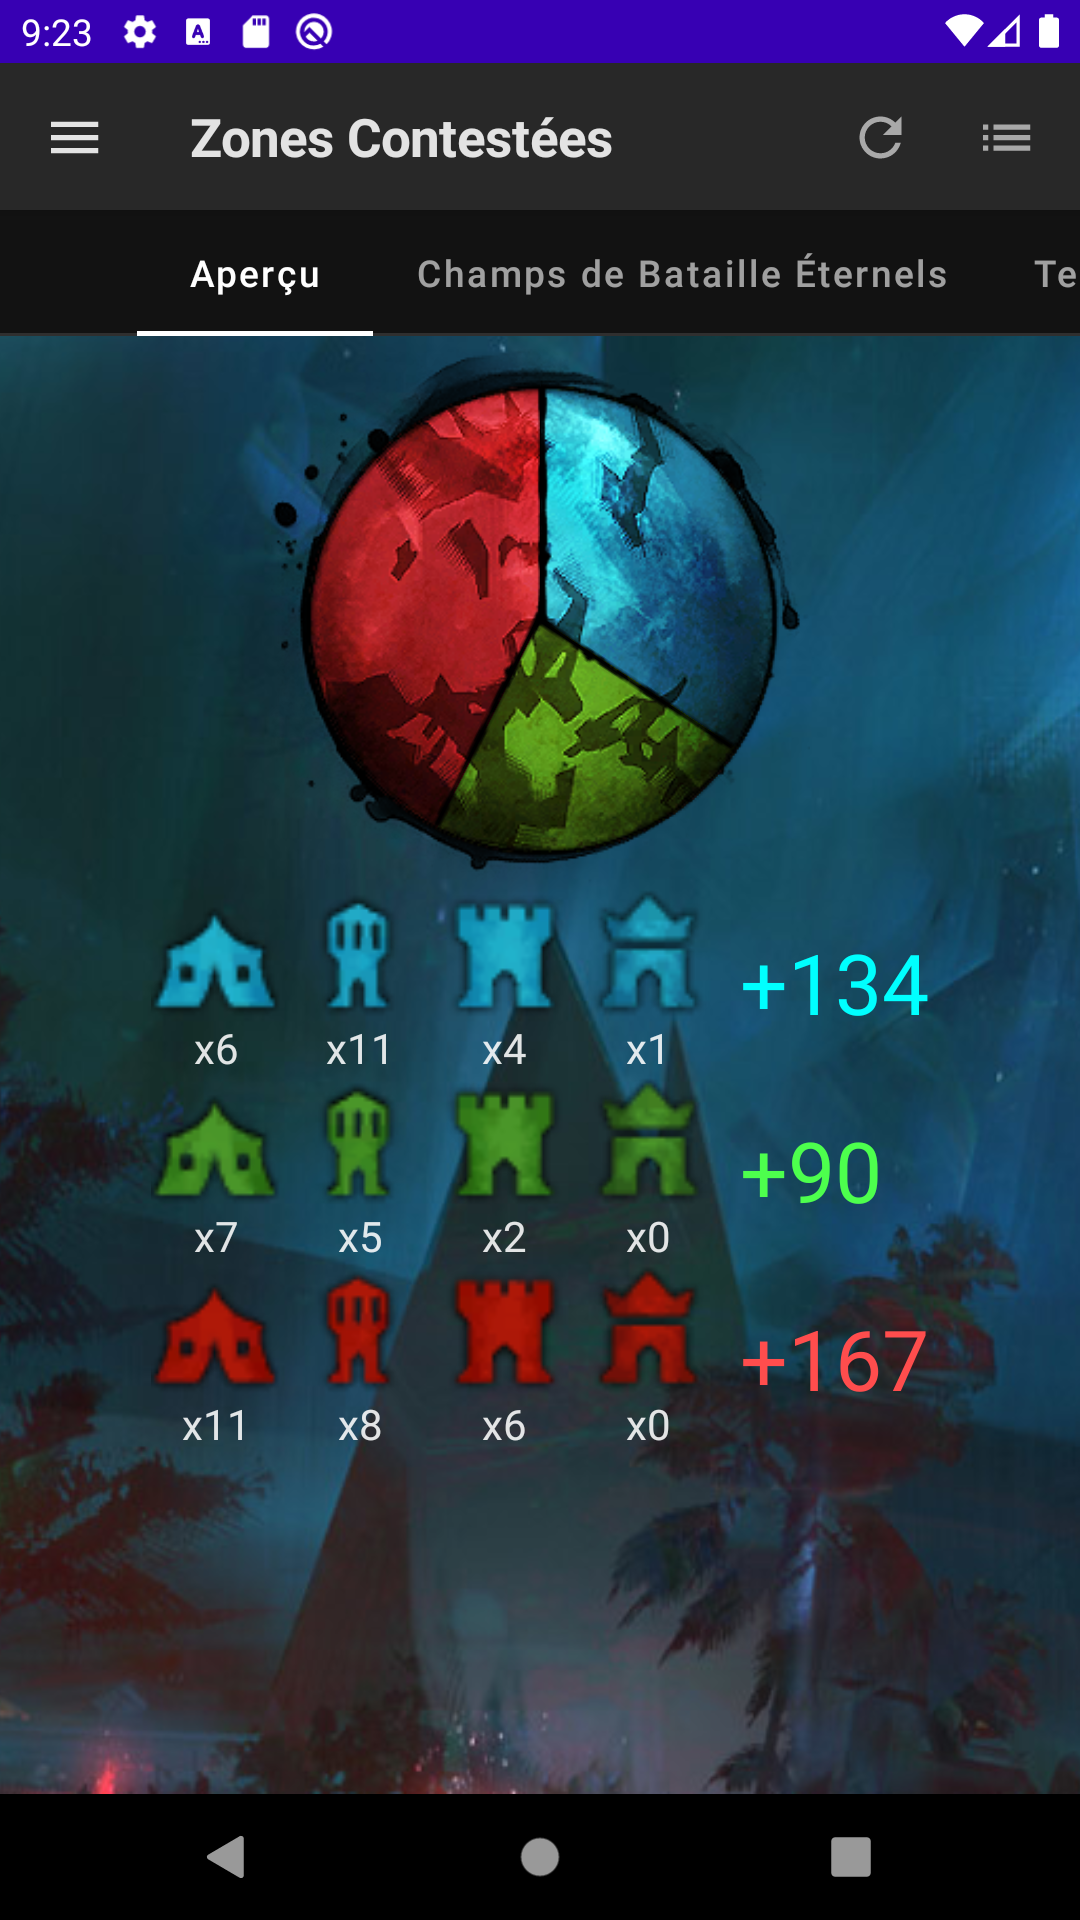 9:23
Zones Contestées
Aperçu Champs de Bataille Éternels Te
+134
x6 x11 x4 x1
+90
x7 x5 x2 x0
+167
x11 x8 x6 x0